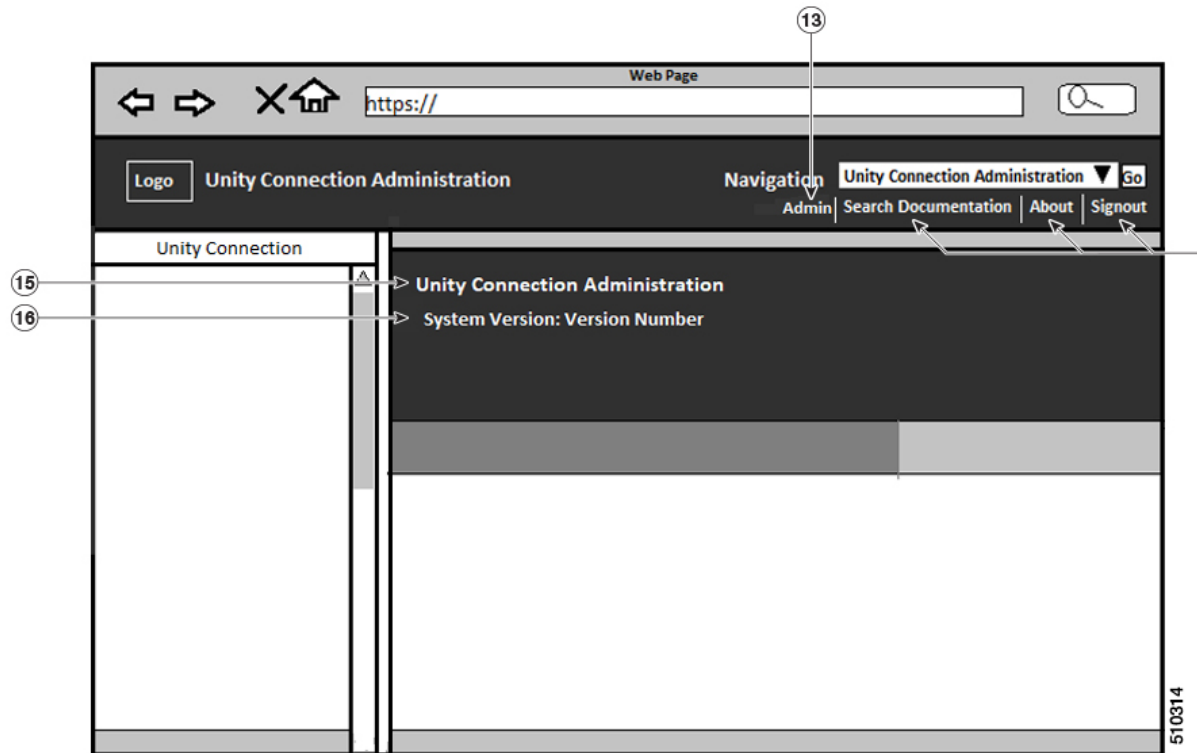 13
Web Page
https://
Logo
Unity Connection Administration
Navigation
Unity Connection Administration
Go
Admin
Search Documentation
About
Signout
Unity Connection
15
Unity Connection Administration
16
System Version: Version Number
510314